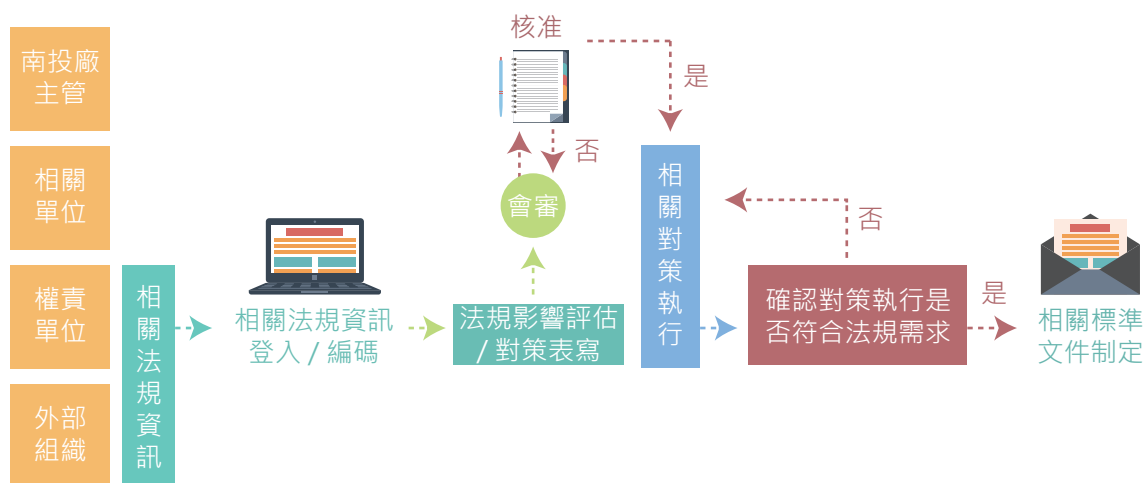 南投廠
主管
相關
單位
權責
單位
外部
組織
相關法規資訊
相關法規資訊
登入 / 編碼
法規影響評估
/ 對策表寫
會審
核准
否
是
相關對策執行
確認對策執行是
否符合法規需求
否
是
相關標準
文件制定